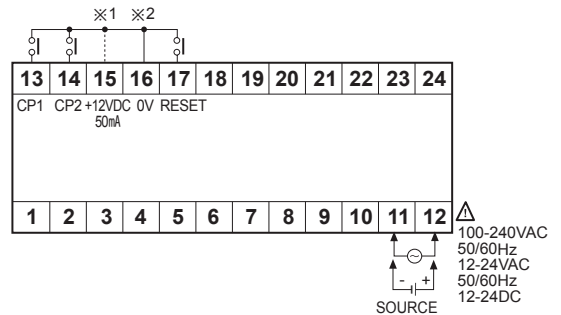 ※1 ※2
13 14 15 16 17 18 19 20 21 22 23 24
CP1 CP2 +12VDC 0V RESET
50mA
1 2 3 4 5 6 7 8 9 10 11 12
100-240VAC
50/60Hz
12-24VAC
50/60Hz
12-24DC
- +
SOURCE